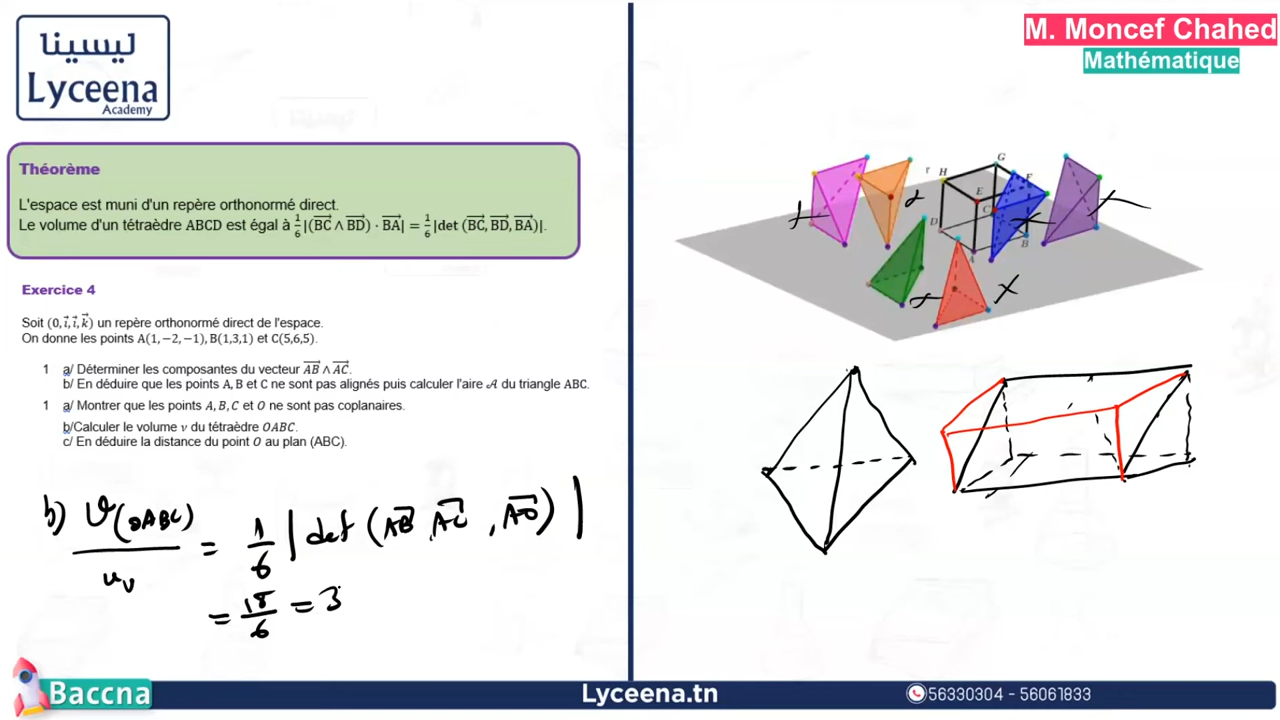 ليسينا
Lyceena
Academy
M. Moncef Chahed
Mathématique
Théorème
L'espace est muni d'un repère orthonormé direct.
Le volume d'un tétraèdre ABCD est égal à 1/6|(BC⃗ ∧ BD⃗) · BA⃗| = 1/6|det (BC⃗, BD⃗, BA⃗)|.
Exercice 4
Soit (0, i⃗, i⃗, k⃗) un repère orthonormé direct de l'espace.
On donne les points A(1,−2,−1), B(1,3,1) et C(5,6,5).
1 a/ Déterminer les composantes du vecteur AB⃗ ∧ AC⃗.
b/ En déduire que les points A, B et C ne sont pas alignés puis calculer l'aire 𝒜 du triangle ABC.
1 a/ Montrer que les points A, B, C et O ne sont pas coplanaires.
b/Calculer le volume v du tétraèdre OABC.
c/ En déduire la distance du point O au plan (ABC).
b) 𝒱(OABC)/u_v = 1/6 | det (AB⃗, AC⃗, AO⃗) |
= 18/6 = 3
G
H
F
E
C
D
B
A
Baccna
Lyceena.tn
56330304 - 56061833